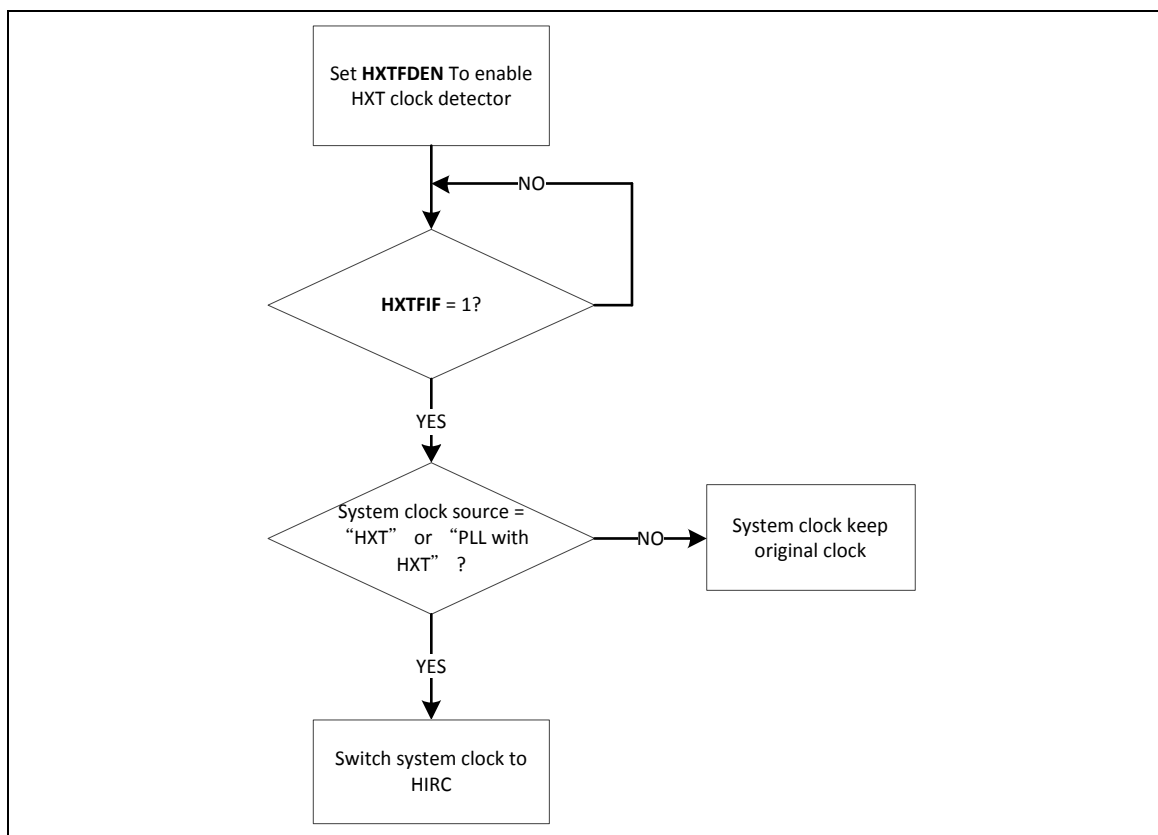 Set HXTFDEN To enable
HXT clock detector
NO
HXTFIF = 1?
YES
System clock source =
“HXT” or “PLL with
HXT” ?
NO
System clock keep
original clock
YES
Switch system clock to
HIRC